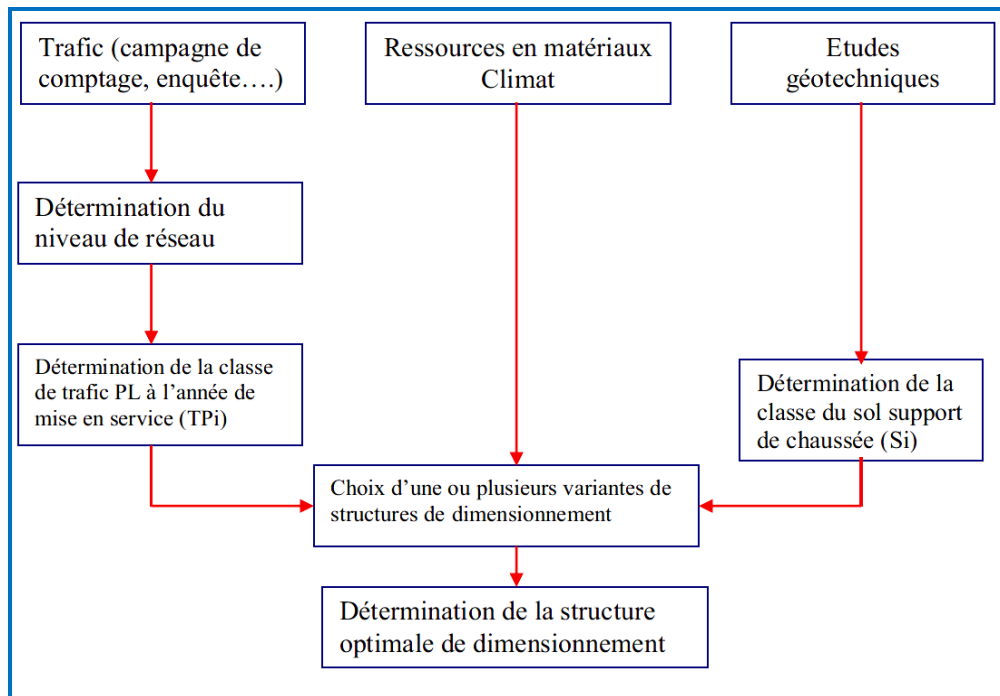 Trafic (campagne de
comptage, enquête….)
Ressources en matériaux
Climat
Etudes
géotechniques
Détermination du
niveau de réseau
Détermination de la classe
de trafic PL à l’année de
mise en service (TPi)
Détermination de la
classe du sol support
de chaussée (Si)
Choix d’une ou plusieurs variantes de
structures de dimensionnement
Détermination de la structure
optimale de dimensionnement